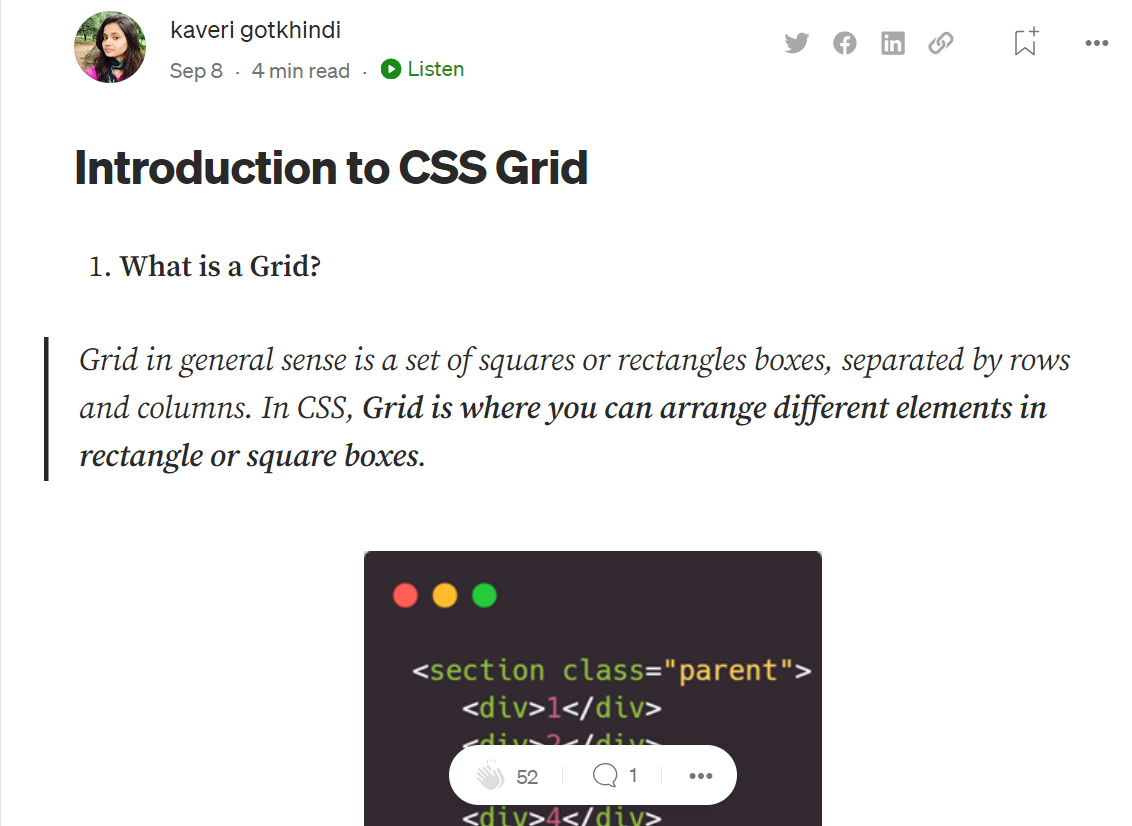 kaveri gotkhindi
Sep 8 · 4 min read · Listen
Introduction to CSS Grid
1. What is a Grid?
Grid in general sense is a set of squares or rectangles boxes, separated by rows
and columns. In CSS, Grid is where you can arrange different elements in
rectangle or square boxes.
<section class="parent">
<div>1</div>
<div>2</div>
52 1
<div>4</div>